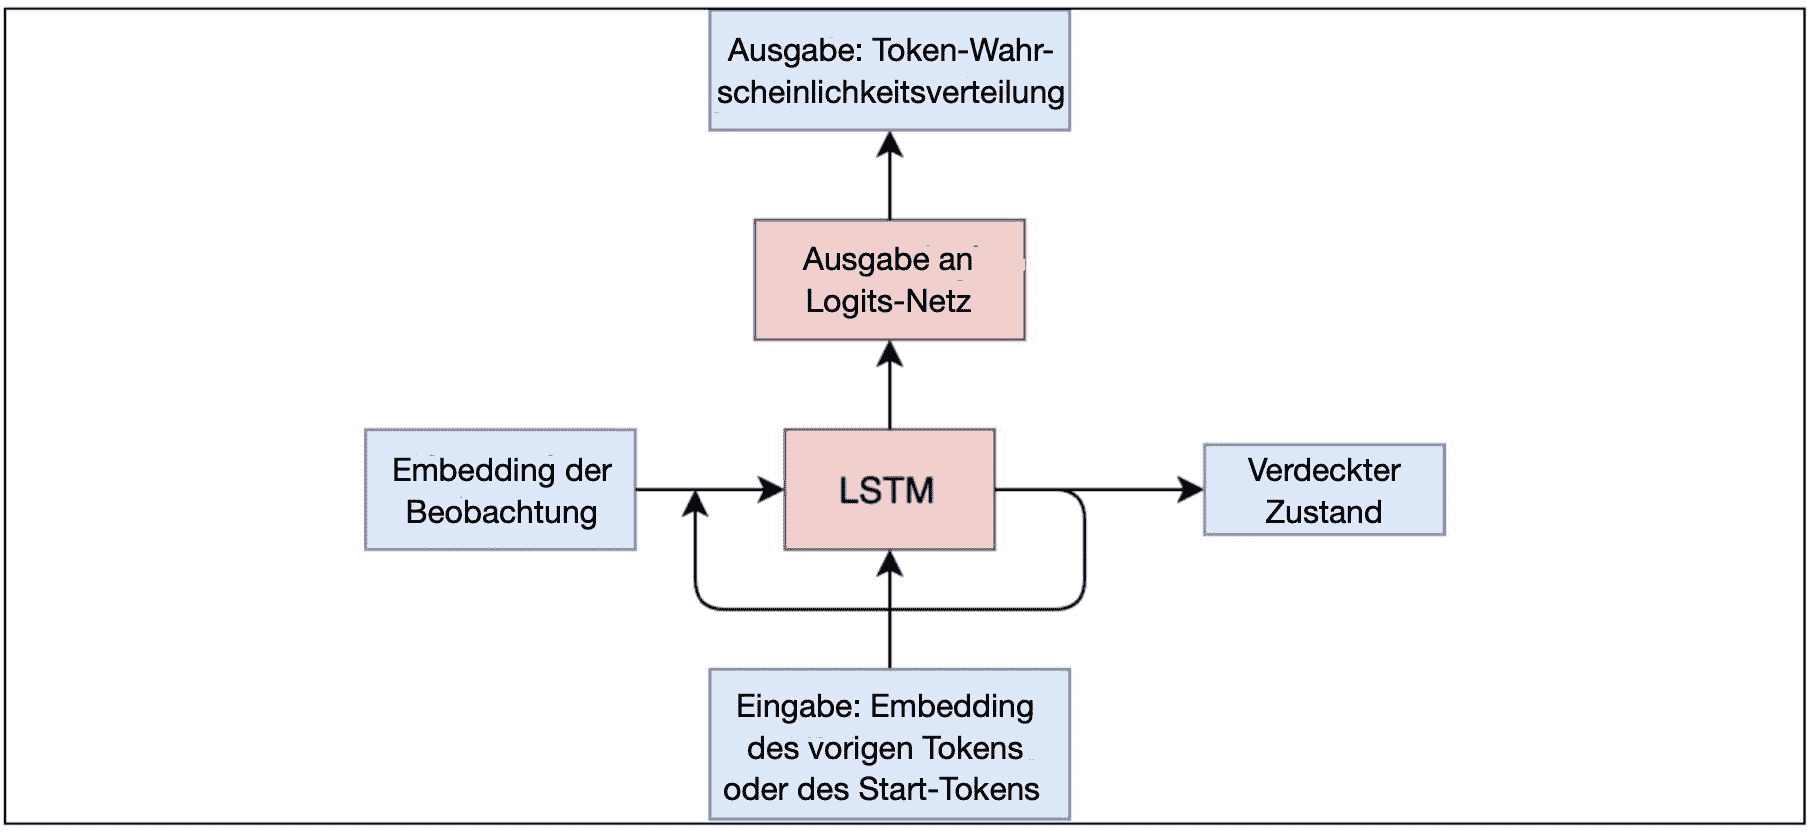 Ausgabe: Token-Wahr-
scheinlichkeitsverteilung
Ausgabe an
Logits-Netz
Embedding der
Beobachtung
LSTM
Verdeckter
Zustand
Eingabe: Embedding
des vorigen Tokens
oder des Start-Tokens